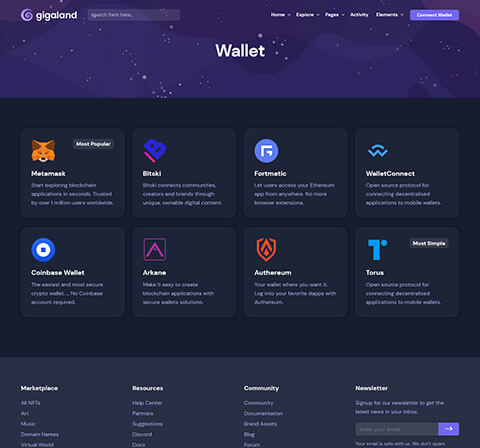 gigaland
search item here...
Home
Explore
Pages
Activity
Elements
Connect Wallet
Wallet
Most Popular
Metamask
Start exploring blockchain
applications in seconds. Trusted
by over 1 million users worldwide.
Bitski
Bitski connects communities,
creators and brands through
unique, ownable digital content.
Fortmatic
Let users access your Ethereum
app from anywhere. No more
browser extensions.
WalletConnect
Open source protocol for
connecting decentralised
applications to mobile wallets.
Coinbase Wallet
The easiest and most secure
crypto wallet. ... No Coinbase
account required.
Arkane
Make it easy to create
blockchain applications with
secure wallets solutions.
Authereum
Your wallet where you want it.
Log into your favorite dapps with
Authereum.
Most Simple
Torus
Open source protocol for
connecting decentralised
applications to mobile wallets.
Marketplace
All NFTs
Art
Music
Domain Names
Virtual World
Resources
Help Center
Partners
Suggestions
Discord
Docs
Community
Community
Documentation
Brand Assets
Blog
Forum
Newsletter
Signup for our newsletter to get the
latest news in your inbox.
enter your email
Your email is safe with us. We don't spam.